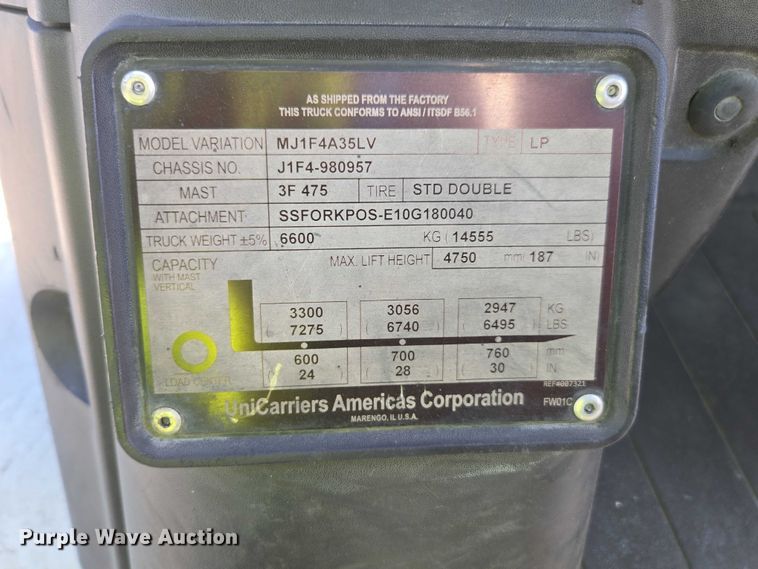 AS SHIPPED FROM THE FACTORY
THIS TRUCK CONFORMS TO ANSI / ITSDF B56.1
MODEL VARIATION MJ1F4A35LV TYPE LP
CHASSIS NO. J1F4-980957
MAST 3F 475 TIRE STD DOUBLE
ATTACHMENT SSFORKPOS-E10G180040
TRUCK WEIGHT ±5% 6600 KG ( 14555 LBS)
CAPACITY MAX. LIFT HEIGHT 4750 mm/ 187 IN)
WITH MAST
VERTICAL
3300 3056 2947 KG
( 7275 ) ( 6740 ) ( 6495 ) LBS
600 700 760 mm
( 24 ) ( 28 ) ( 30 ) IN
LOAD CENTER
REF#007321
UniCarriers Americas Corporation FW01C
MARENGO, IL U.S.A.
Purple Wave Auction